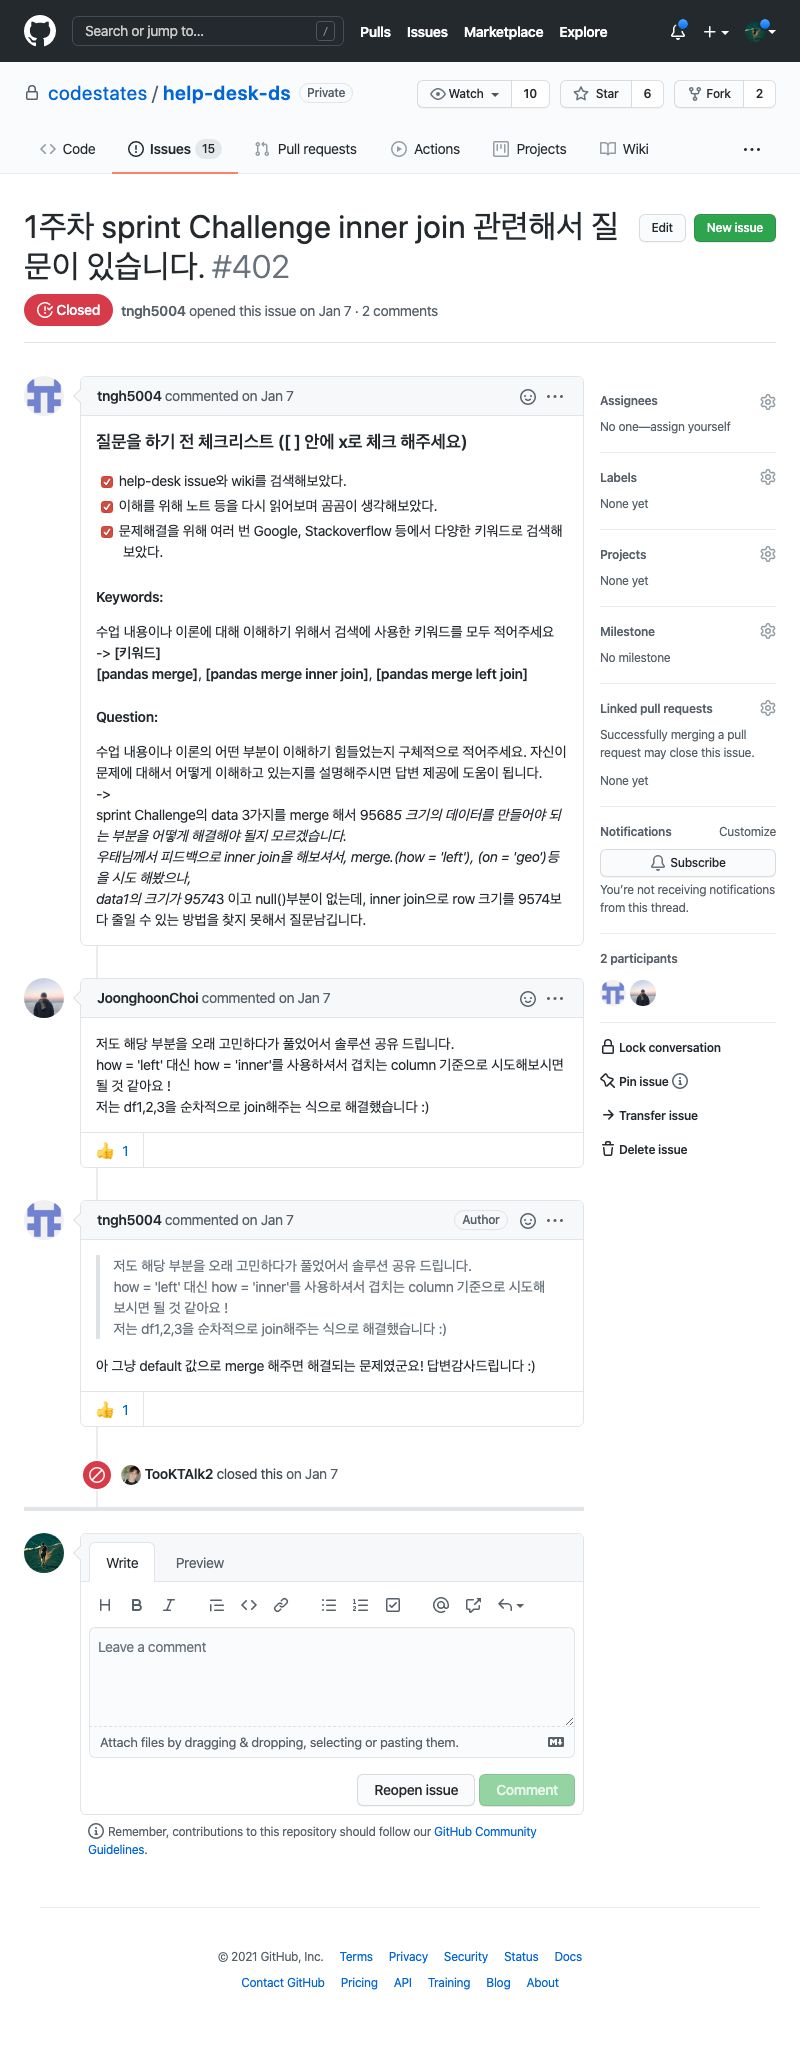 Search or jump to...
/
Pulls
Issues
Marketplace
Explore
codestates / help-desk-ds
Private
Watch
10
Star
6
Fork
2
Code
Issues 15
Pull requests
Actions
Projects
Wiki
1주차 sprint Challenge inner join 관련해서 질
문이 있습니다. #402
Edit
New issue
Closed
tngh5004 opened this issue on Jan 7 · 2 comments
tngh5004 commented on Jan 7
질문을 하기 전 체크리스트 ([ ] 안에 x로 체크 해주세요)
help-desk issue와 wiki를 검색해보았다.
이해를 위해 노트 등을 다시 읽어보며 곰곰이 생각해보았다.
문제해결을 위해 여러 번 Google, Stackoverflow 등에서 다양한 키워드로 검색해
보았다.
Keywords:
수업 내용이나 이론에 대해 이해하기 위해서 검색에 사용한 키워드를 모두 적어주세요
-> [키워드]
[pandas merge], [pandas merge inner join], [pandas merge left join]
Question:
수업 내용이나 이론의 어떤 부분이 이해하기 힘들었는지 구체적으로 적어주세요. 자신이
문제에 대해서 어떻게 이해하고 있는지를 설명해주시면 답변 제공에 도움이 됩니다.
->
sprint Challenge의 data 3가지를 merge 해서 95685 크기의 데이터를 만들어야 되
는 부분을 어떻게 해결해야 될지 모르겠습니다.
우태님께서 피드백으로 inner join을 해보셔서, merge.(how = 'left'), (on = 'geo')등
을 시도 해봤으나,
data1의 크기가 95743 이고 null()부분이 없는데, inner join으로 row 크기를 9574보
다 줄일 수 있는 방법을 찾지 못해서 질문남깁니다.
JoonghoonChoi commented on Jan 7
저도 해당 부분을 오래 고민하다가 풀었어서 솔루션 공유 드립니다.
how = 'left' 대신 how = 'inner'를 사용하셔서 겹치는 column 기준으로 시도해보시면
될 것 같아요 !
저는 df1,2,3을 순차적으로 join해주는 식으로 해결했습니다 :)
1
tngh5004 commented on Jan 7
Author
저도 해당 부분을 오래 고민하다가 풀었어서 솔루션 공유 드립니다.
how = 'left' 대신 how = 'inner'를 사용하셔서 겹치는 column 기준으로 시도해
보시면 될 것 같아요 !
저는 df1,2,3을 순차적으로 join해주는 식으로 해결했습니다 :)
아 그냥 default 값으로 merge 해주면 해결되는 문제였군요! 답변감사드립니다 :)
1
TooKTAlk2 closed this on Jan 7
Write
Preview
Leave a comment
Attach files by dragging & dropping, selecting or pasting them.
Reopen issue
Comment
Remember, contributions to this repository should follow our GitHub Community
Guidelines.
Assignees
No one—assign yourself
Labels
None yet
Projects
None yet
Milestone
No milestone
Linked pull requests
Successfully merging a pull
request may close this issue.
None yet
Notifications
Customize
Subscribe
You're not receiving notifications
from this thread.
2 participants
Lock conversation
Pin issue
Transfer issue
Delete issue
© 2021 GitHub, Inc.
Terms
Privacy
Security
Status
Docs
Contact GitHub
Pricing
API
Training
Blog
About